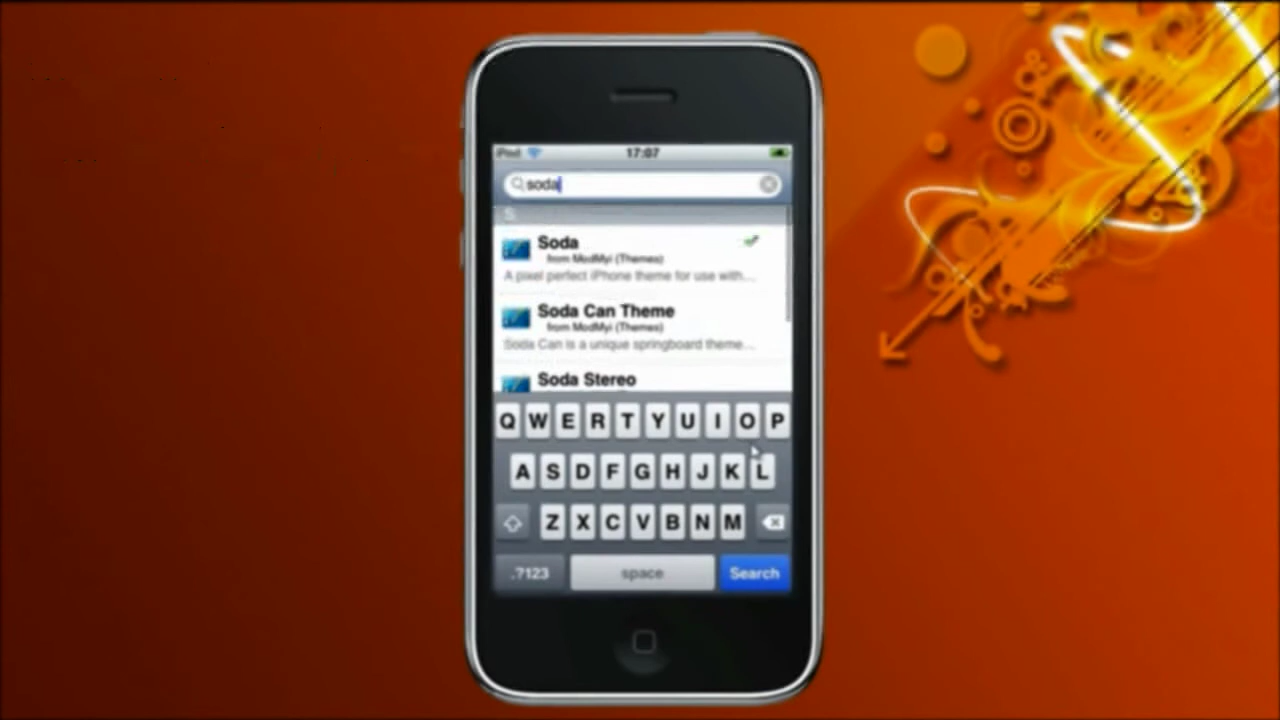 iPod 17:07
soda
S
Soda
from ModMyi (Themes)
A pixel perfect iPhone theme for use with...
Soda Can Theme
from ModMyi (Themes)
Soda Can is a unique springboard theme...
Soda Stereo
Q W E R T Y U I O P
A S D F G H J K L
Z X C V B N M
.?123 space Search